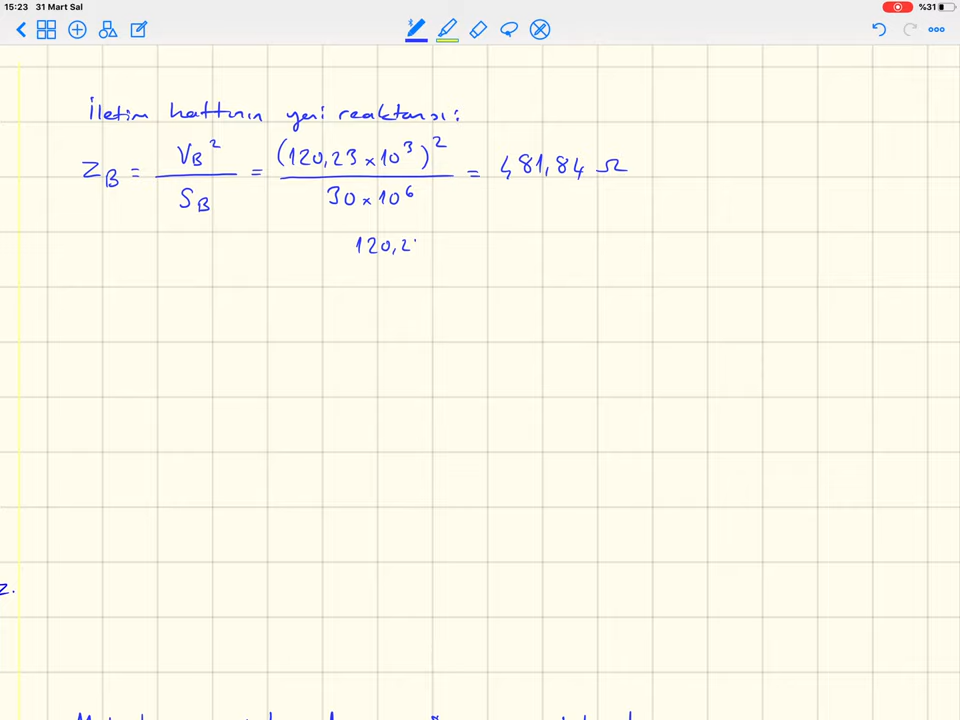 15:23 31 Mart Sal %31
İletim hattının yeni reaktansı:
Z_B = V_B² / S_B = (120,23 x 10³)² / 30 x 10⁶ = 481,84 Ω
120,2
z.